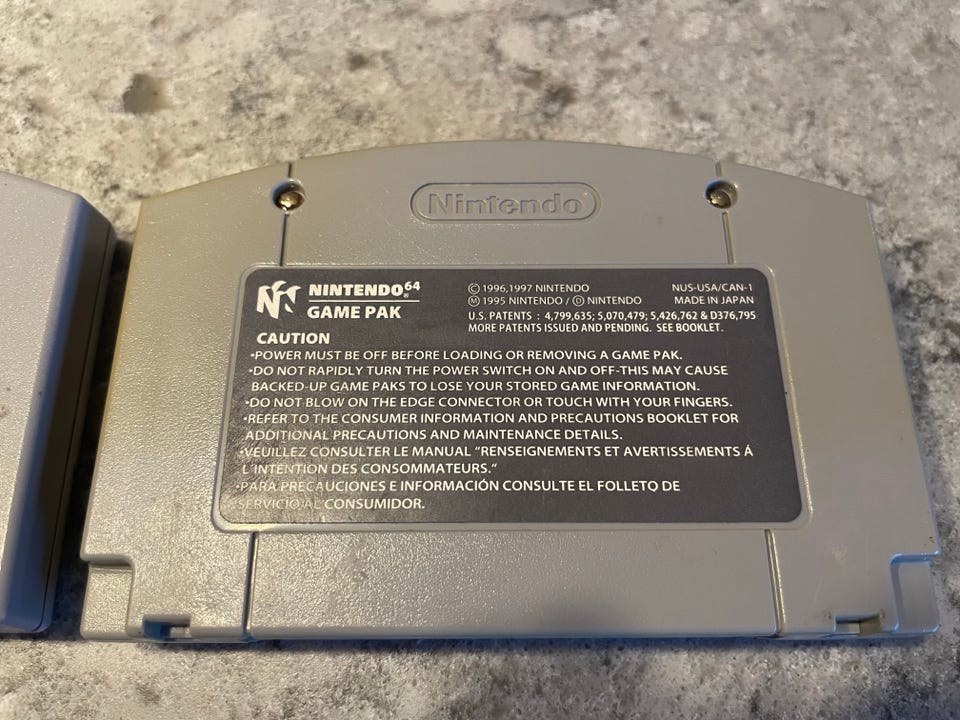 Nintendo
NINTENDO64®
GAME PAK
© 1996,1997 NINTENDO
Ⓜ 1995 NINTENDO / Ⓓ NINTENDO
NUS-USA/CAN-1
MADE IN JAPAN
U.S. PATENTS : 4,799,635; 5,070,479; 5,426,762 & D376,795
MORE PATENTS ISSUED AND PENDING. SEE BOOKLET.
CAUTION
•POWER MUST BE OFF BEFORE LOADING OR REMOVING A GAME PAK.
•DO NOT RAPIDLY TURN THE POWER SWITCH ON AND OFF-THIS MAY CAUSE
BACKED-UP GAME PAKS TO LOSE YOUR STORED GAME INFORMATION.
•DO NOT BLOW ON THE EDGE CONNECTOR OR TOUCH WITH YOUR FINGERS.
•REFER TO THE CONSUMER INFORMATION AND PRECAUTIONS BOOKLET FOR
ADDITIONAL PRECAUTIONS AND MAINTENANCE DETAILS.
•VEUILLEZ CONSULTER LE MANUAL "RENSEIGNEMENTS ET AVERTISSEMENTS Á
L'INTENTION DES CONSOMMATEURS."
•PARA PRECAUCIONES E INFORMACIÓN CONSULTE EL FOLLETO DE
SERVICIO AL CONSUMIDOR.